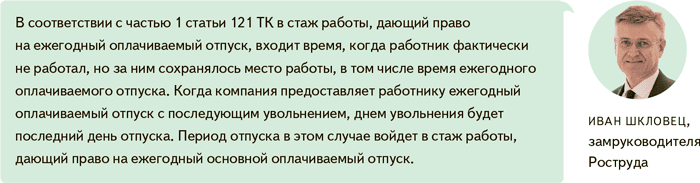 В соответствии с частью 1 статьи 121 ТК в стаж работы, дающий право
на ежегодный оплачиваемый отпуск, входит время, когда работник фактически
не работал, но за ним сохранялось место работы, в том числе время ежегодного
оплачиваемого отпуска. Когда компания предоставляет работнику ежегодный
оплачиваемый отпуск с последующим увольнением, днем увольнения будет
последний день отпуска. Период отпуска в этом случае войдет в стаж работы,
дающий право на ежегодный основной оплачиваемый отпуск.
ИВАН ШКЛОВЕЦ,
замруководителя
Роструда